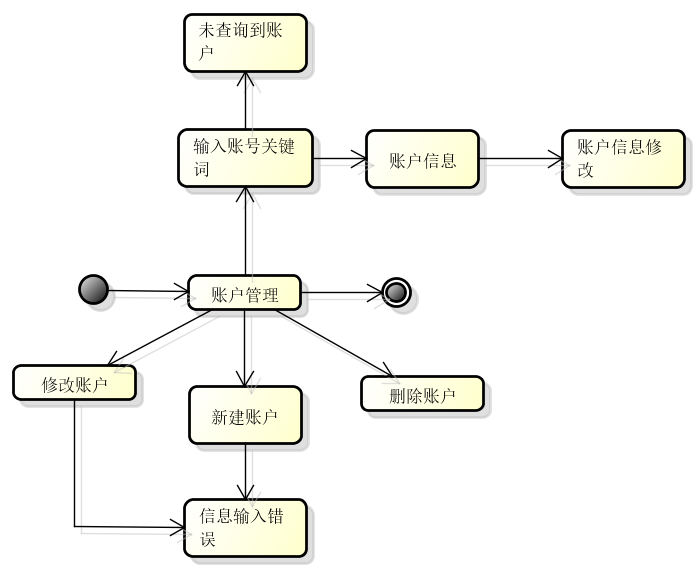 未查询到账
户
输入账号关键
词
账户信息
账户信息修
改
账户管理
修改账户
新建账户
删除账户
信息输入错
误